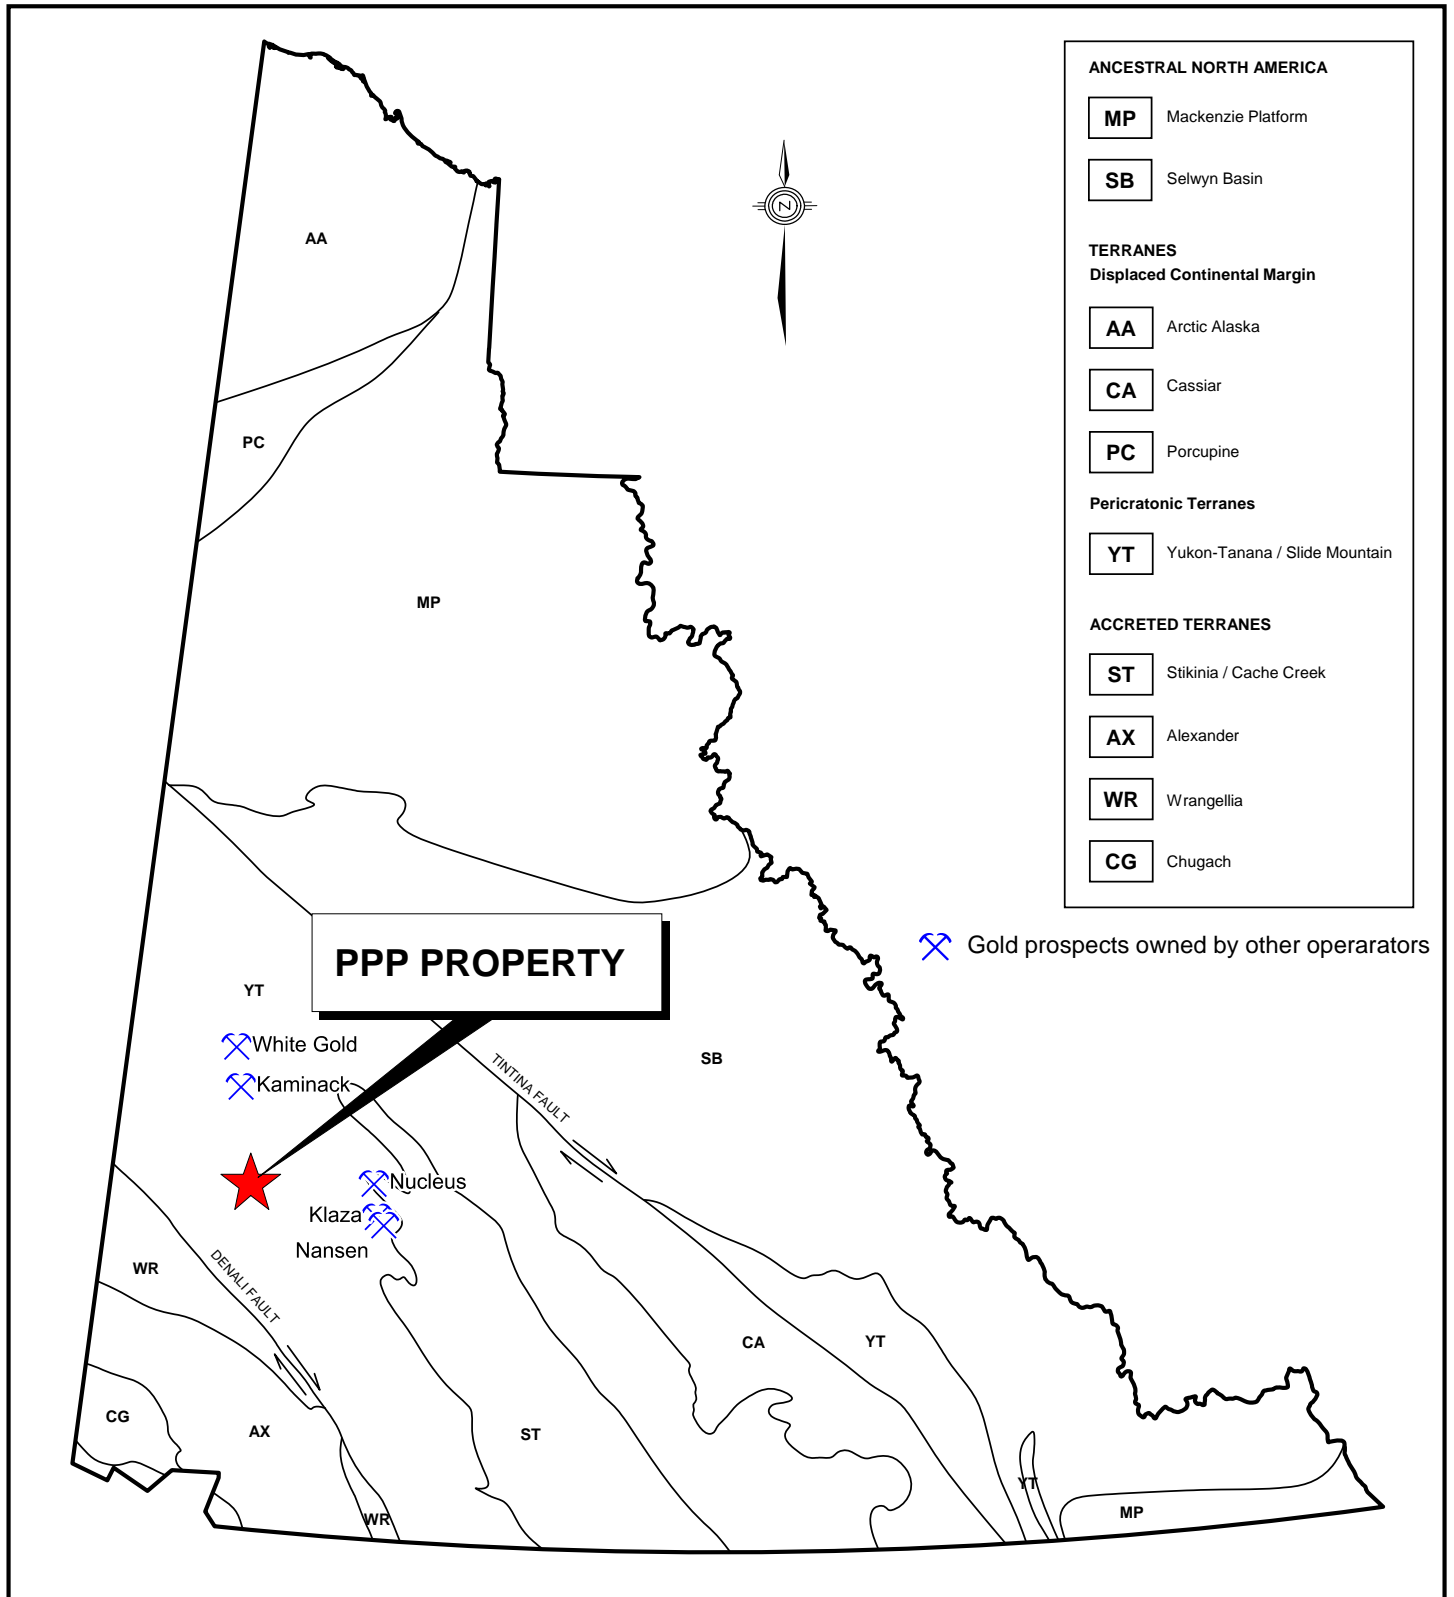 ANCESTRAL NORTH AMERICA
MP Mackenzie Platform
SB Selwyn Basin
TERRANES
Displaced Continental Margin
AA Arctic Alaska
CA Cassiar
PC Porcupine
Pericratonic Terranes
YT Yukon-Tanana / Slide Mountain
ACCRETED TERRANES
ST Stikinia / Cache Creek
AX Alexander
WR Wrangellia
CG Chugach
Gold prospects owned by other operarators
N
AA
PC
MP
PPP PROPERTY
YT
White Gold
Kaminack
SB
TINTINA FAULT
Nucleus
Klaza
Nansen
WR
DENALI FAULT
CA
YT
CG
AX
ST
YT
MP
WR